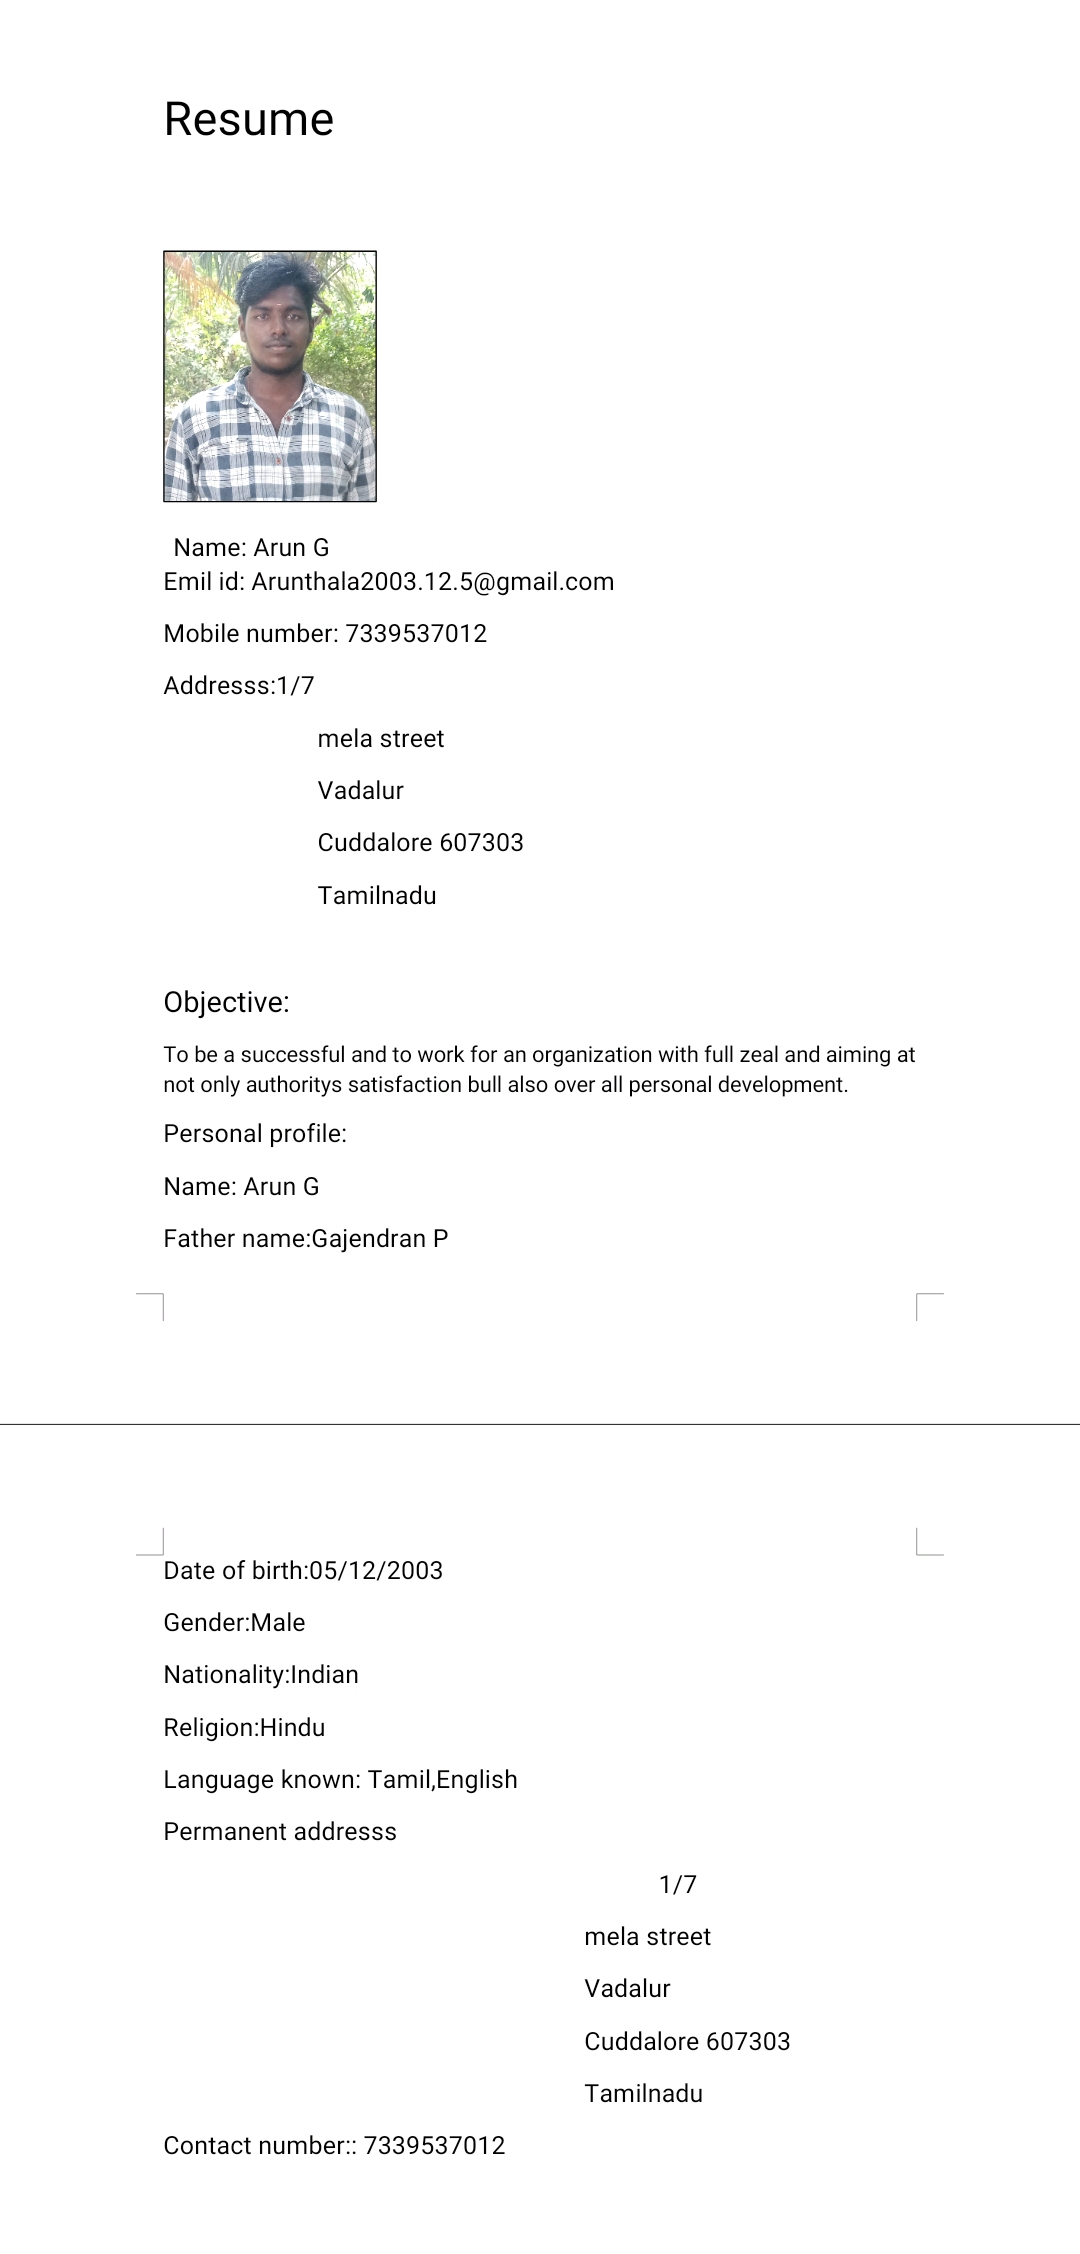 Resume
Name: Arun G
Emil id: Arunthala2003.12.5@gmail.com
Mobile number: 7339537012
Addresss:1/7
mela street
Vadalur
Cuddalore 607303
Tamilnadu
Objective:
To be a successful and to work for an organization with full zeal and aiming at
not only authoritys satisfaction bull also over all personal development.
Personal profile:
Name: Arun G
Father name:Gajendran P
Date of birth:05/12/2003
Gender:Male
Nationality:Indian
Religion:Hindu
Language known: Tamil,English
Permanent addresss
1/7
mela street
Vadalur
Cuddalore 607303
Tamilnadu
Contact number:: 7339537012